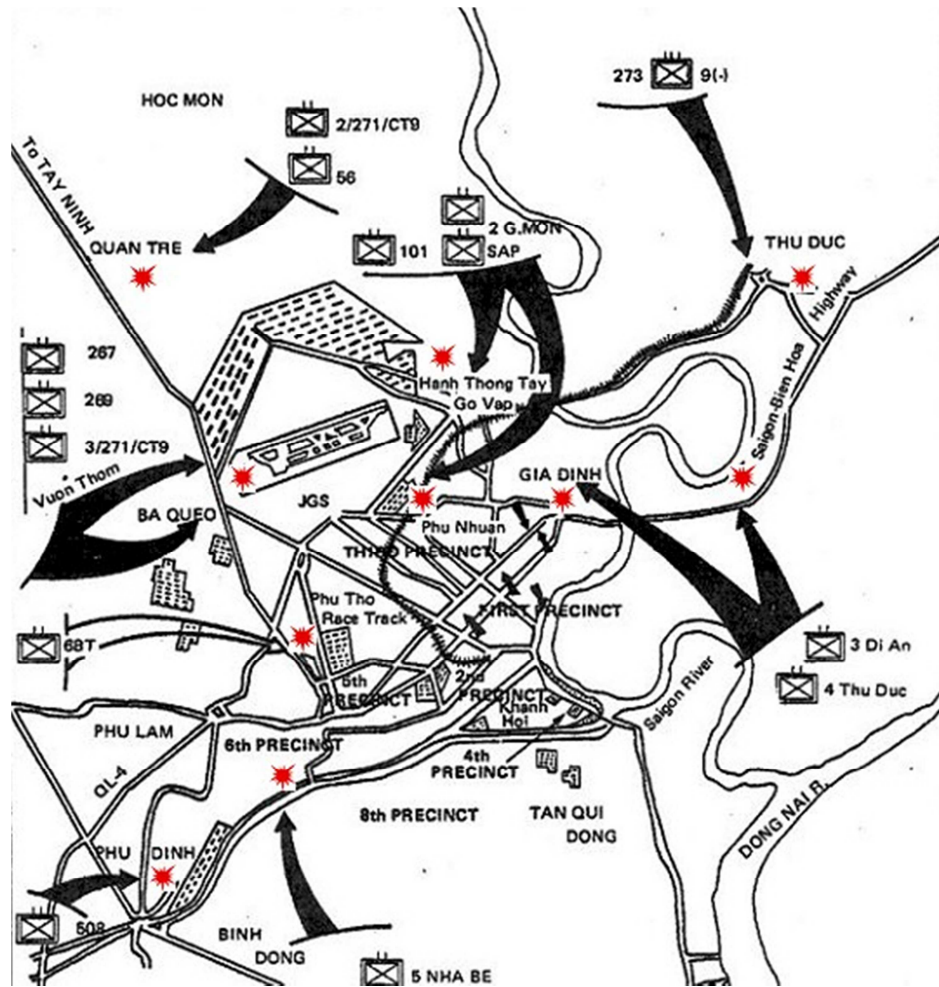 273
9(-)
HOC MON
2/271/CT9
56
To TAY NINH
QUAN TRE
2 G.MON
101
SAP
THU DUC
Highway
267
269
3/271/CT9
Hanh Thong Tay
Go Vap
Saigon-Bien Hoa
Vuon Thom
BA QUEO
JGS
GIA DINH
Phu Nhuan
THIRD PRECINCT
Phu Tho
Race Track
FIRST PRECINCT
68T
3 Di An
4 Thu Duc
5th
PRECINCT
2nd
PRECINCT
Khanh
Hoi
Saigon River
PHU LAM
6th PRECINCT
4th
PRECINCT
QL-4
8th PRECINCT
TAN QUI
DONG
DONG NAI R.
PHU DINH
508
BINH
DONG
5 NHA BE